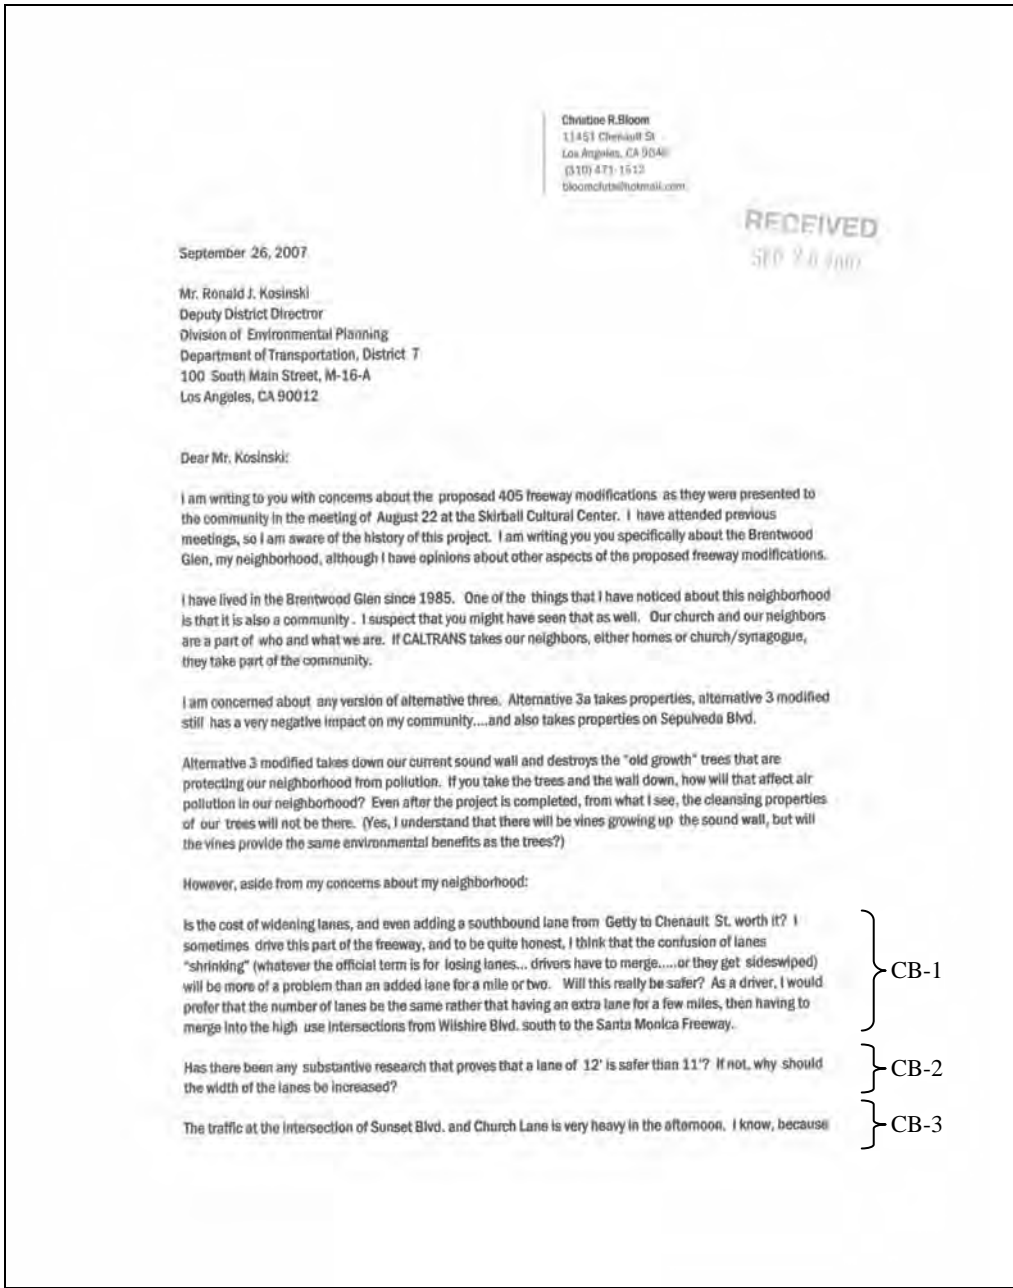 Christine R.Bloom
11451 Chenault St
Los Angeles, CA
(310) 471-1613
RECEIVED
September 26, 2007
Mr. Ronald J. Kosinski
Deputy District Directror
Division of Environmental Planning
Department of Transportation, District 7
100 South Main Street, M-16-A
Los Angeles, CA 90012
Dear Mr. Kosinski:
I am writing to you with concerns about the proposed 405 freeway modifications as they were presented to
the community in the meeting of August 22 at the Skirball Cultural Center. I have attended previous
meetings, so I am aware of the history of this project. I am writing you you specifically about the Brentwood
Glen, my neighborhood, although I have opinions about other aspects of the proposed freeway modifications.
I have lived in the Brentwood Glen since 1985. One of the things that I have noticed about this neighborhood
is that it is also a community . I suspect that you might have seen that as well. Our church and our neighbors
are a part of who and what we are. If CALTRANS takes our neighbors, either homes or church/synagogue,
they take part of the community.
I am concerned about any version of alternative three. Alternative 3a takes properties, alternative 3 modified
still has a very negative impact on my community....and also takes properties on Sepulveda Blvd.
Alternative 3 modified takes down our current sound wall and destroys the "old growth" trees that are
protecting our neighborhood from pollution. If you take the trees and the wall down, how will that affect air
pollution in our neighborhood? Even after the project is completed, from what I see, the cleansing properties
of our trees will not be there. (Yes, I understand that there will be vines growing up the sound wall, but will
the vines provide the same environmental benefits as the trees?)
However, aside from my concerns about my neighborhood:
Is the cost of widening lanes, and even adding a southbound lane from Getty to Chenault St. worth it? I
sometimes drive this part of the freeway, and to be quite honest, I think that the confusion of lanes
"shrinking" (whatever the official term is for losing lanes... drivers have to merge.....or they get sideswiped)
will be more of a problem than an added lane for a mile or two. Will this really be safer? As a driver, I would
prefer that the number of lanes be the same rather that having an extra lane for a few miles, then having to
merge into the high use intersections from Wilshire Blvd. south to the Santa Monica Freeway.
CB-1
Has there been any substantive research that proves that a lane of 12' is safer than 11'? If not, why should
the width of the lanes be increased?
CB-2
The traffic at the intersection of Sunset Blvd. and Church Lane is very heavy in the afternoon. I know, because
CB-3